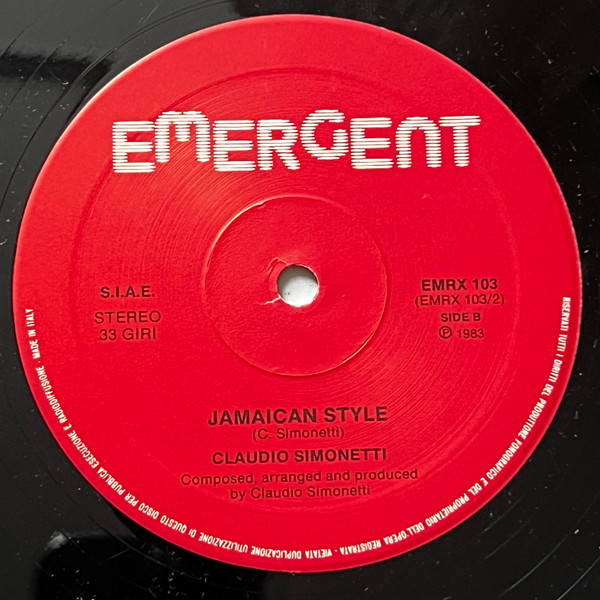 EMERGENT
S.I.A.E.
STEREO
33 GIRI
EMRX 103
(EMRX 103/2)
SIDE B
Ⓟ 1983
JAMAICAN STYLE
(C. Simonetti)
CLAUDIO SIMONETTI
Composed, arranged and produced
by Claudio Simonetti
RISERVATI TUTTI I DIRITTI DEL PRODUTTORE FONOGRAFICO E DEL PROPRIETARIO DELL'OPERA REGISTRATA - VIETATA DUPLICAZIONE UTILIZZAZIONE DI QUESTO DISCO PER PUBBLICA ESECUZIONE E RADIODIFFUSIONE - MADE IN ITALY